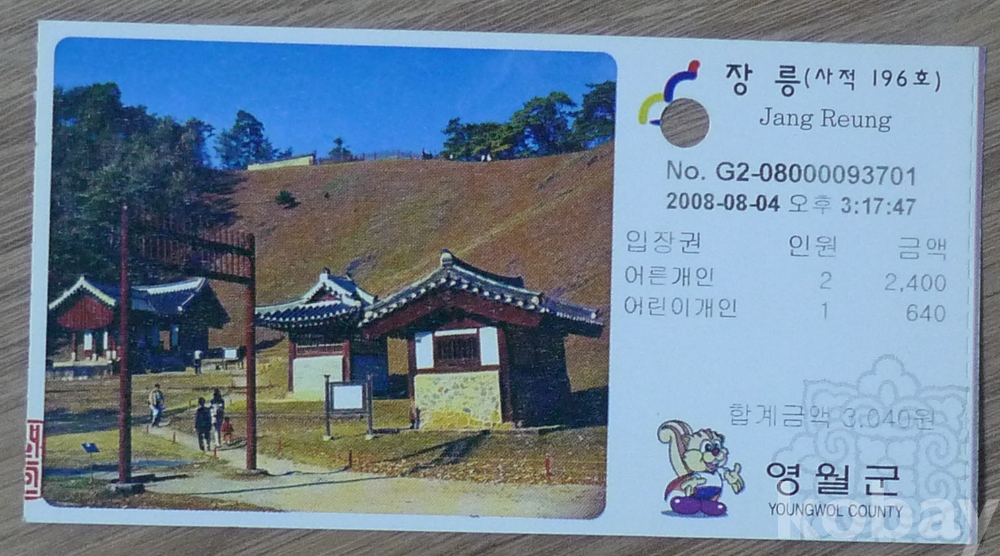 장 릉(사적 196호)
Jang Reung
No. G2-08000093701
2008-08-04 오후 3:17:47
입장권 인원 금액
어른개인 2 2,400
어린이개인 1 640
합계금액 3,040원
영월군
YOUNGWOL COUNTY
kobay